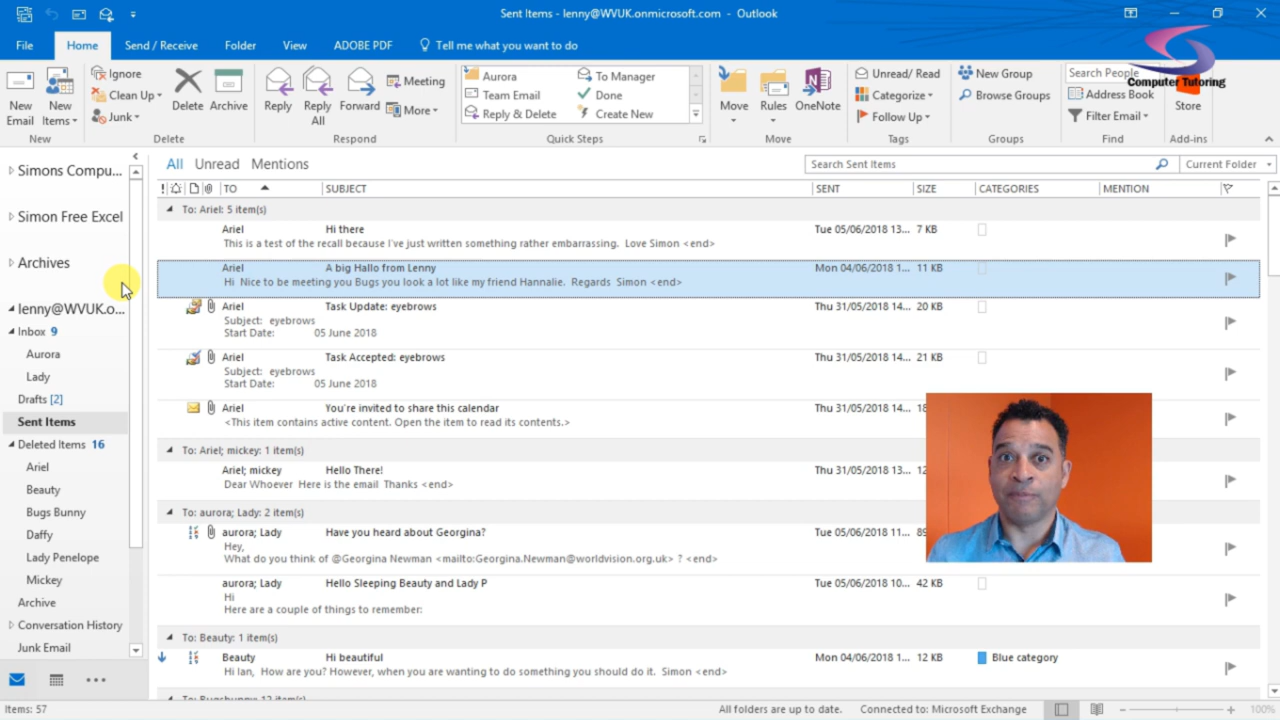 Sent Items - lenny@WVUK.onmicrosoft.com - Outlook
File Home Send / Receive Folder View ADOBE PDF Tell me what you want to do
Computer Tutoring
New Email
New Items
New
Ignore
Clean Up
Junk
Delete
Archive
Delete
Reply
Reply All
Forward
Meeting
More
Respond
Aurora
Team Email
Reply & Delete
To Manager
Done
Create New
Quick Steps
Move
Rules
OneNote
Move
Unread/ Read
Categorize
Follow Up
Tags
New Group
Browse Groups
Groups
Search People
Address Book
Filter Email
Find
Store
Add-ins
Simons Compu...
Simon Free Excel
Archives
lenny@WVUK.o...
Inbox 9
Aurora
Lady
Drafts [2]
Sent Items
Deleted Items 16
Ariel
Beauty
Bugs Bunny
Daffy
Lady Penelope
Mickey
Archive
Conversation History
Junk Email
All Unread Mentions
Search Sent Items
Current Folder
TO SUBJECT SENT SIZE CATEGORIES MENTION
To: Ariel: 5 item(s)
Ariel Hi there Tue 05/06/2018 13... 7 KB
This is a test of the recall because I've just written something rather embarrassing. Love Simon <end>
Ariel A big Hallo from Lenny Mon 04/06/2018 1... 11 KB
Hi Nice to be meeting you Bugs you look a lot like my friend Hannalie. Regards Simon <end>
Ariel Task Update: eyebrows Thu 31/05/2018 14... 20 KB
Subject: eyebrows
Start Date: 05 June 2018
Ariel Task Accepted: eyebrows Thu 31/05/2018 14... 21 KB
Subject: eyebrows
Start Date: 05 June 2018
Ariel You're invited to share this calendar Thu 31/05/2018 14...
<This item contains active content. Open the item to read its contents.>
To: Ariel; mickey: 1 item(s)
Ariel; mickey Hello There! Thu 31/05/2018 13...
Dear Whoever Here is the email Thanks <end>
To: aurora; Lady: 2 item(s)
aurora; Lady Have you heard about Georgina? Tue 05/06/2018 11...
Hey,
What do you think of @Georgina Newman <mailto:Georgina.Newman@worldvision.org.uk> ? <end>
aurora; Lady Hello Sleeping Beauty and Lady P Tue 05/06/2018 10... 42 KB
Hi
Here are a couple of things to remember:
To: Beauty: 1 item(s)
Beauty Hi beautiful Mon 04/06/2018 1... 12 KB Blue category
Hi Ian, How are you? However, when you are wanting to do something you should do it. Simon <end>
Items: 57
All folders are up to date. Connected to: Microsoft Exchange
100%